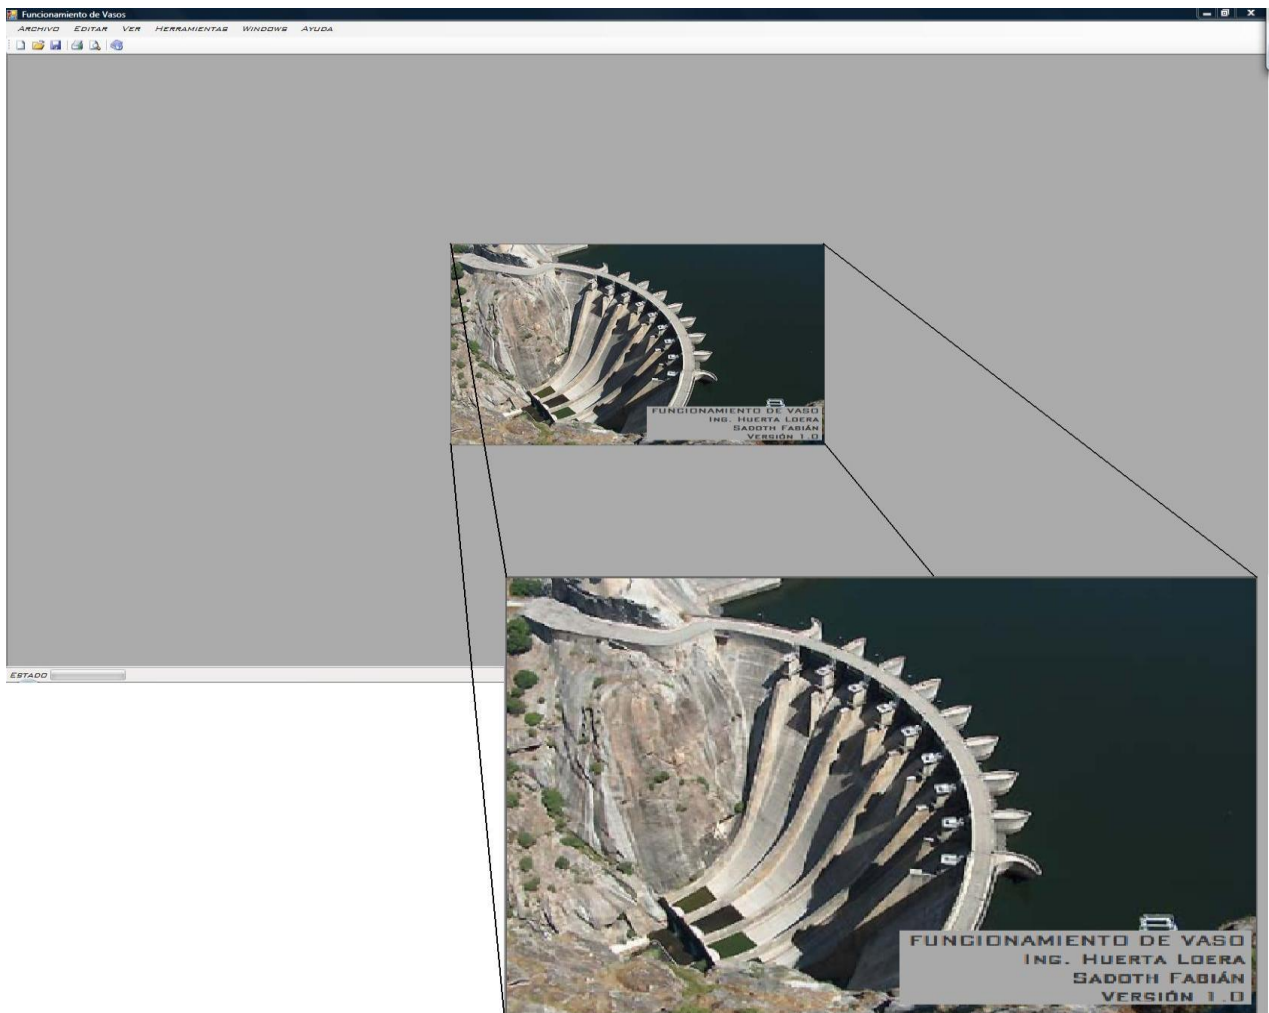 Funcionamiento de Vasos
Archivo Editar Ver Herramientas Windows Ayuda
Funcionamiento de Vaso
Ing. Huerta Loera
Sadoth Fabián
Versión 1.0
Estado
Funcionamiento de Vaso
Ing. Huerta Loera
Sadoth Fabián
Versión 1.0